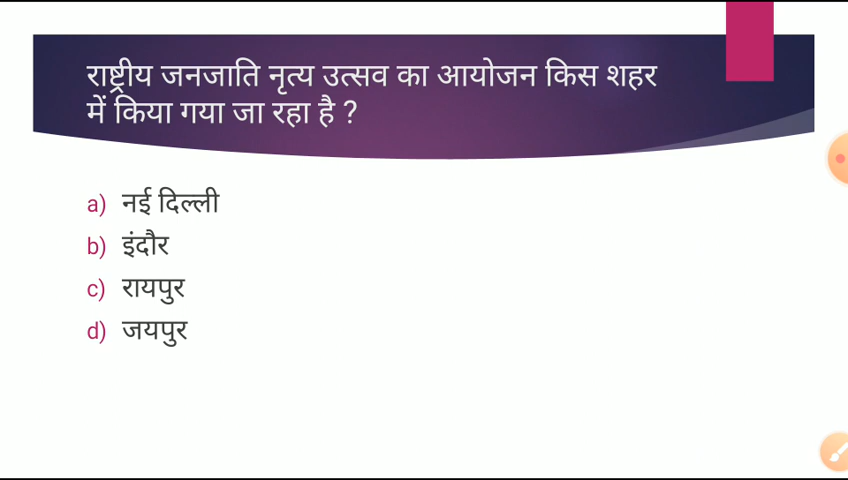 राष्ट्रीय जनजाति नृत्य उत्सव का आयोजन किस शहर
में किया गया जा रहा है ?
a) नई दिल्ली
b) इंदौर
c) रायपुर
d) जयपुर